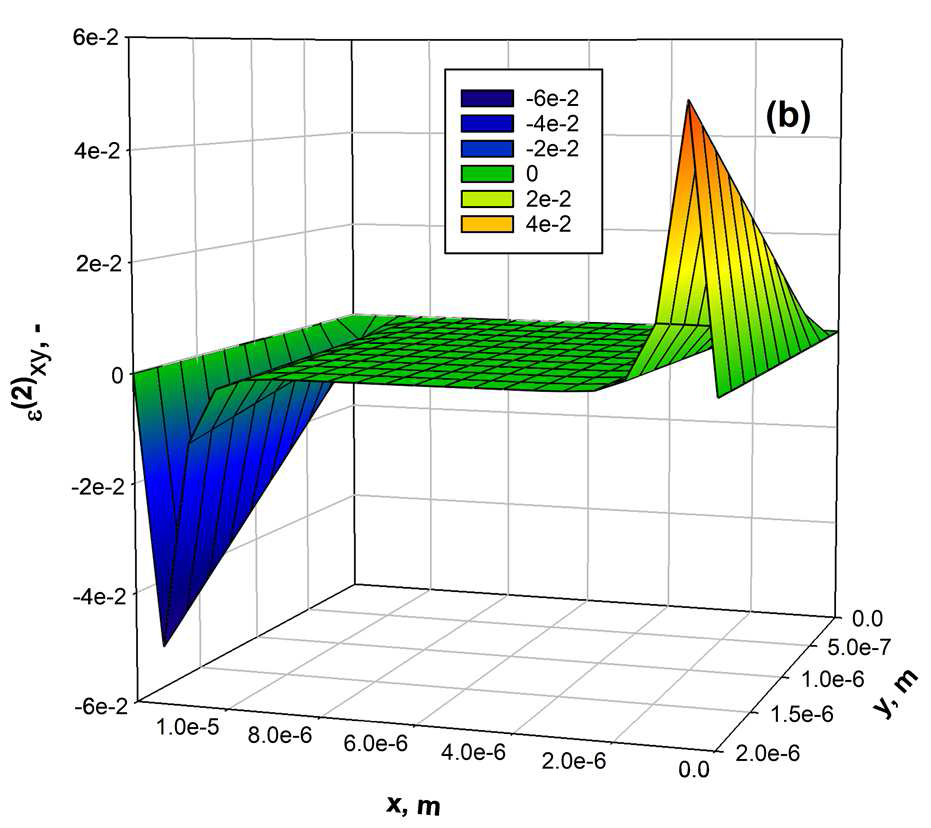 6e-2
4e-2
2e-2
0
-2e-2
-4e-2
-6e-2
ε(2)xy, -
-6e-2
-4e-2
-2e-2
0
2e-2
4e-2
(b)
0.0
5.0e-7
1.0e-6
1.5e-6
2.0e-6
y, m
1.0e-5
8.0e-6
6.0e-6
4.0e-6
2.0e-6
0.0
x, m